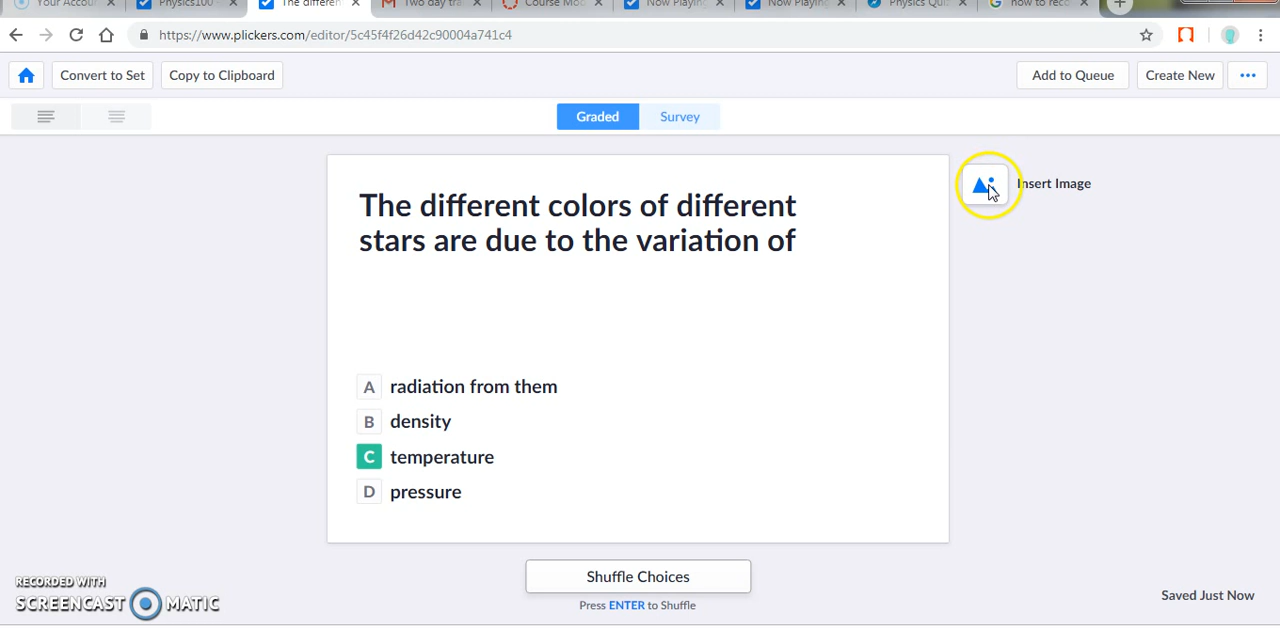 Your Accou
Physics100
The differen
Two day tra
Course Mo
Now Playin
Now Playin
Physics Qui
how to reco
https://www.plickers.com/editor/5c45f4f26d42c90004a741c4
Convert to Set
Copy to Clipboard
Add to Queue
Create New
Graded
Survey
Insert Image
The different colors of different
stars are due to the variation of
A radiation from them
B density
C temperature
D pressure
Shuffle Choices
Press ENTER to Shuffle
Saved Just Now
RECORDED WITH
SCREENCAST MATIC